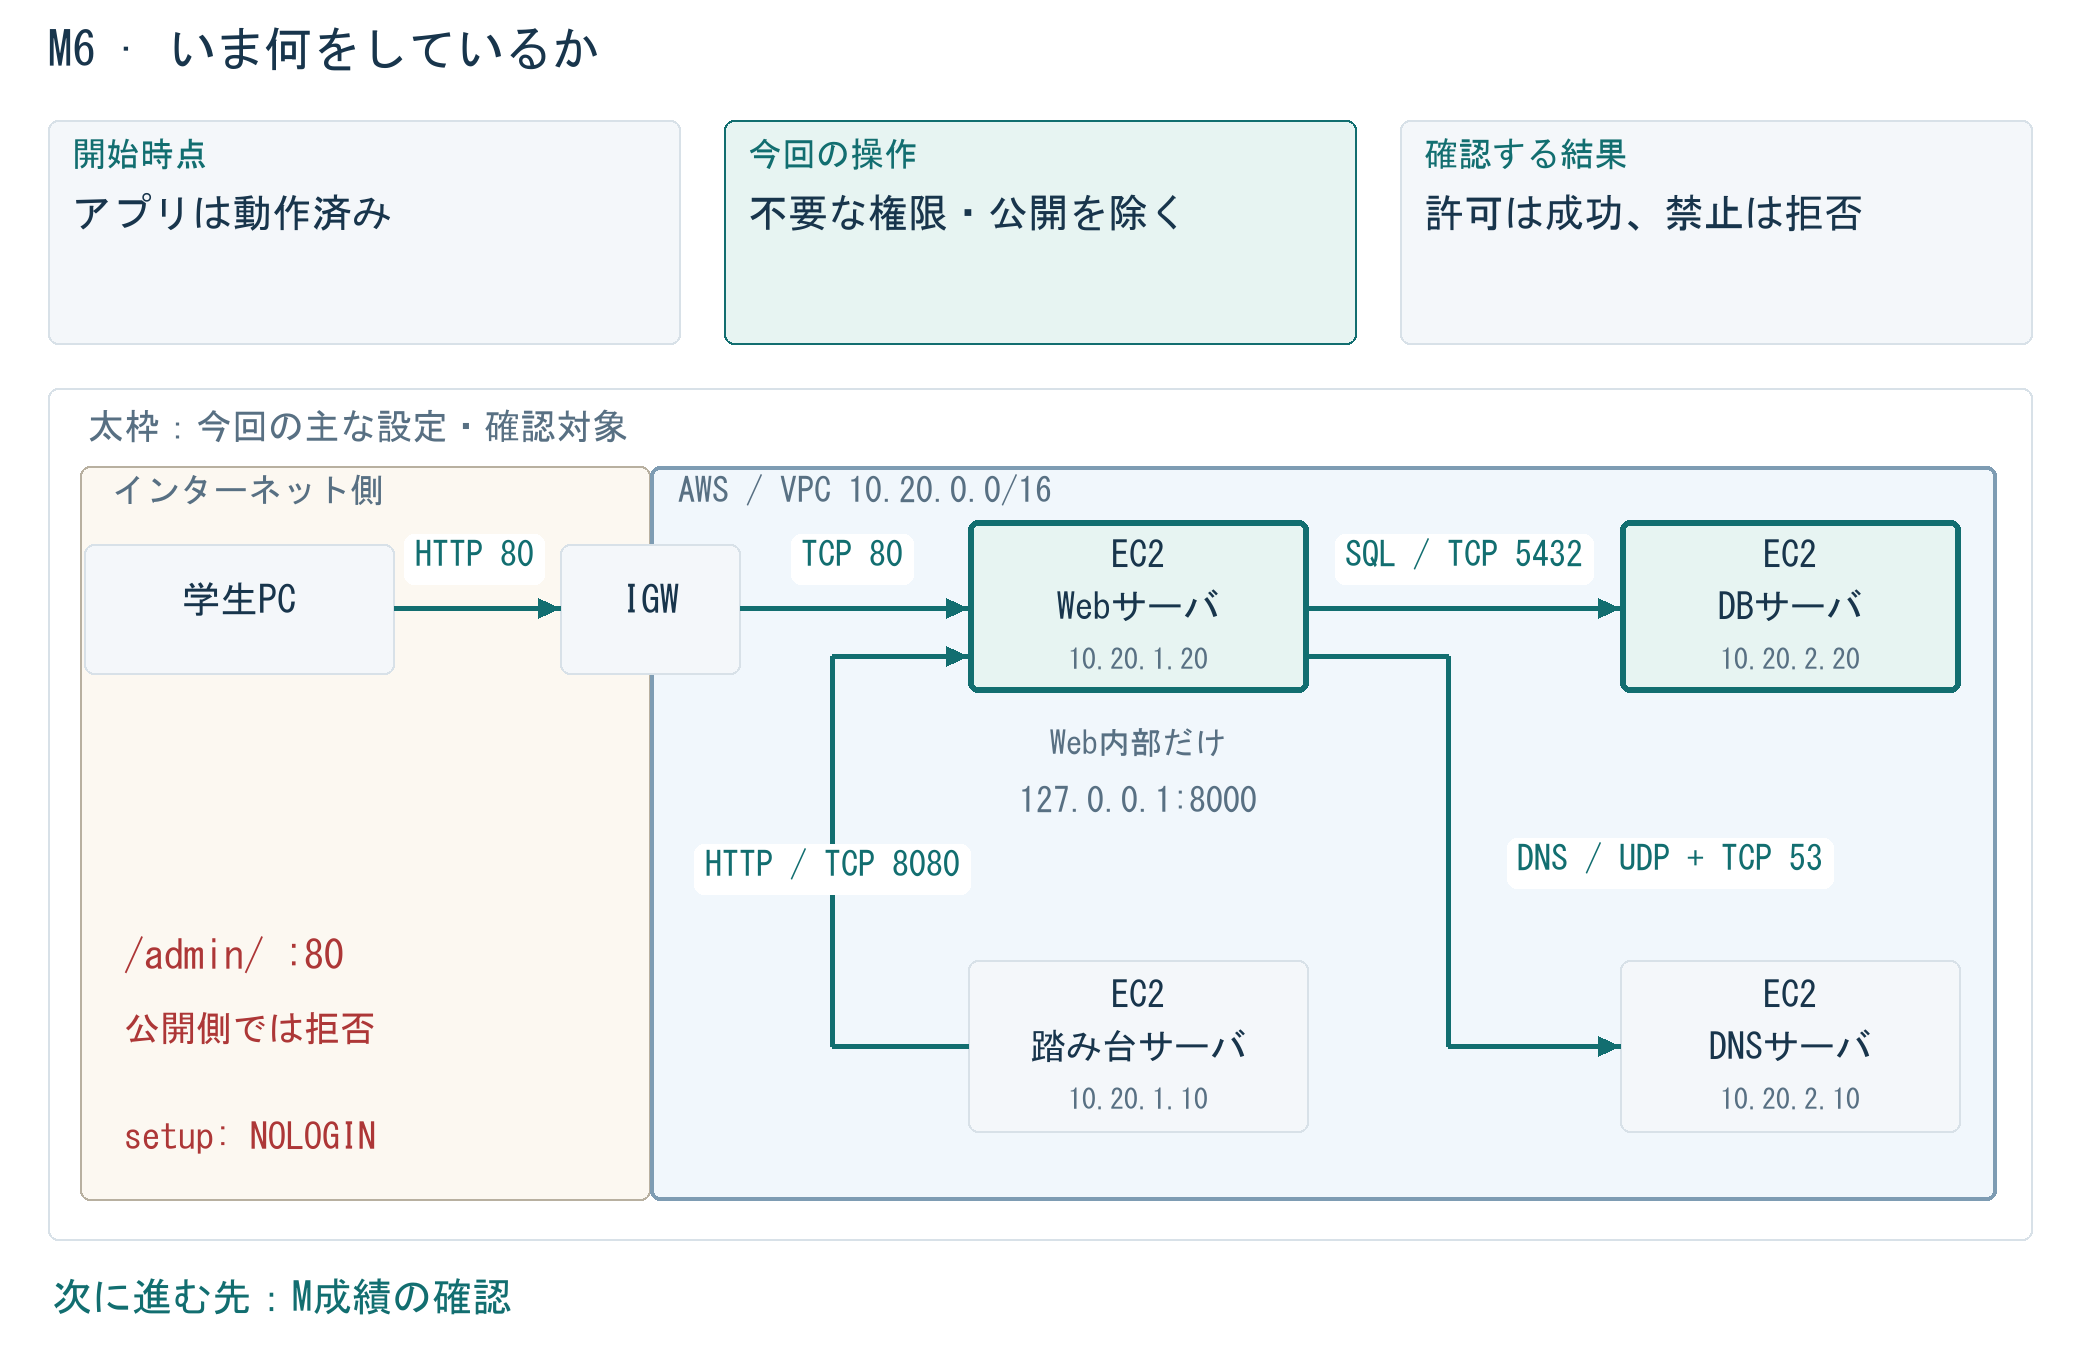 M6 · いま何をしているか
開始時点
アプリは動作済み
今回の操作
不要な権限・公開を除く
確認する結果
許可は成功、禁止は拒否
太枠：今回の主な設定・確認対象
インターネット側
AWS / VPC 10.20.0.0/16
学生PC
HTTP 80
IGW
TCP 80
EC2
Webサーバ
10.20.1.20
SQL / TCP 5432
EC2
DBサーバ
10.20.2.20
Web内部だけ
127.0.0.1:8000
HTTP / TCP 8080
DNS / UDP + TCP 53
/admin/ :80
公開側では拒否
setup: NOLOGIN
EC2
踏み台サーバ
10.20.1.10
EC2
DNSサーバ
10.20.2.10
次に進む先：M成績の確認